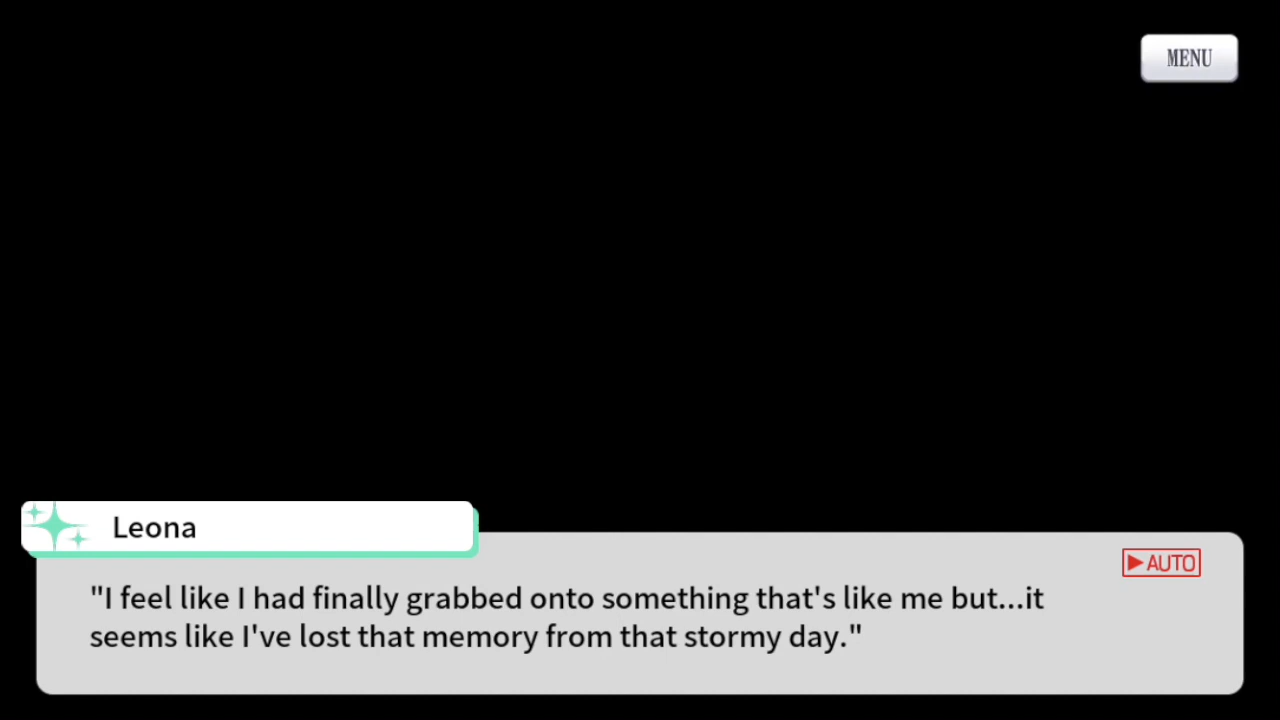 MENU
Leona
▶AUTO
"I feel like I had finally grabbed onto something that's like me but...it
seems like I've lost that memory from that stormy day."